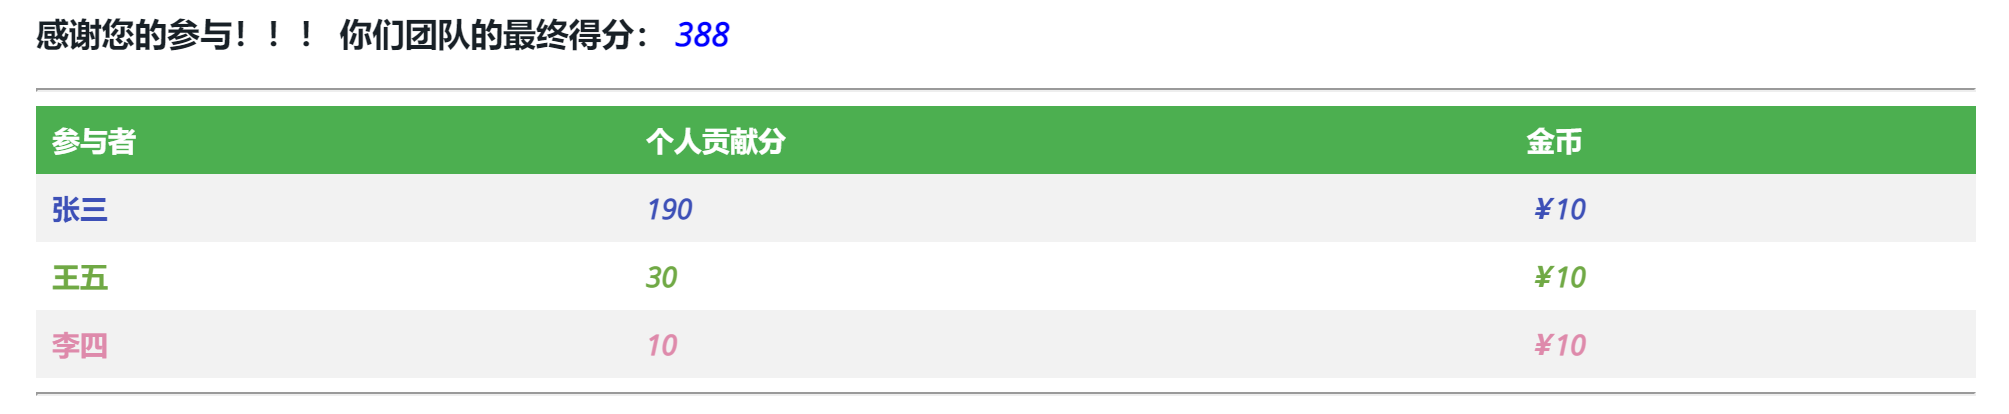 感谢您的参与！！！ 你们团队的最终得分： 388
参与者 个人贡献分 金币
张三 190 ¥10
王五 30 ¥10
李四 10 ¥10